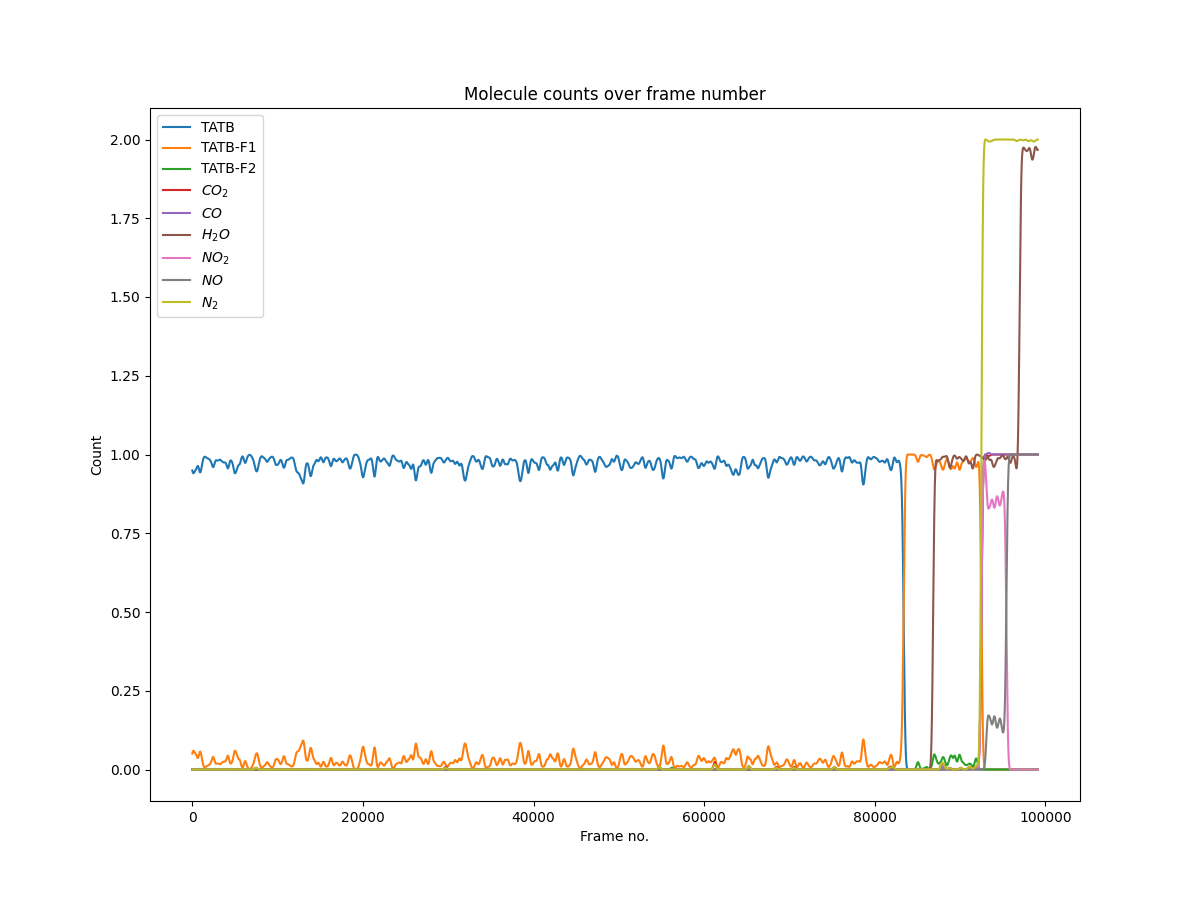 Molecule counts over frame number
TATB
TATB-F1
TATB-F2
CO₂
CO
H₂O
NO₂
NO
N₂
2.00
1.75
1.50
1.25
1.00
0.75
0.50
0.25
0.00
Count
0 20000 40000 60000 80000 100000
Frame no.